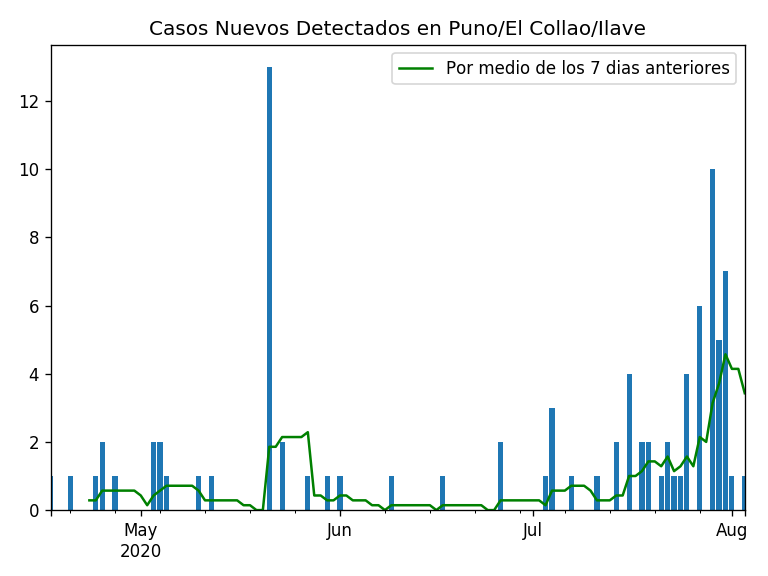 Casos Nuevos Detectados en Puno/El Collao/Ilave
Por medio de los 7 dias anteriores
12
10
8
6
4
2
0
May
2020
Jun
Jul
Aug